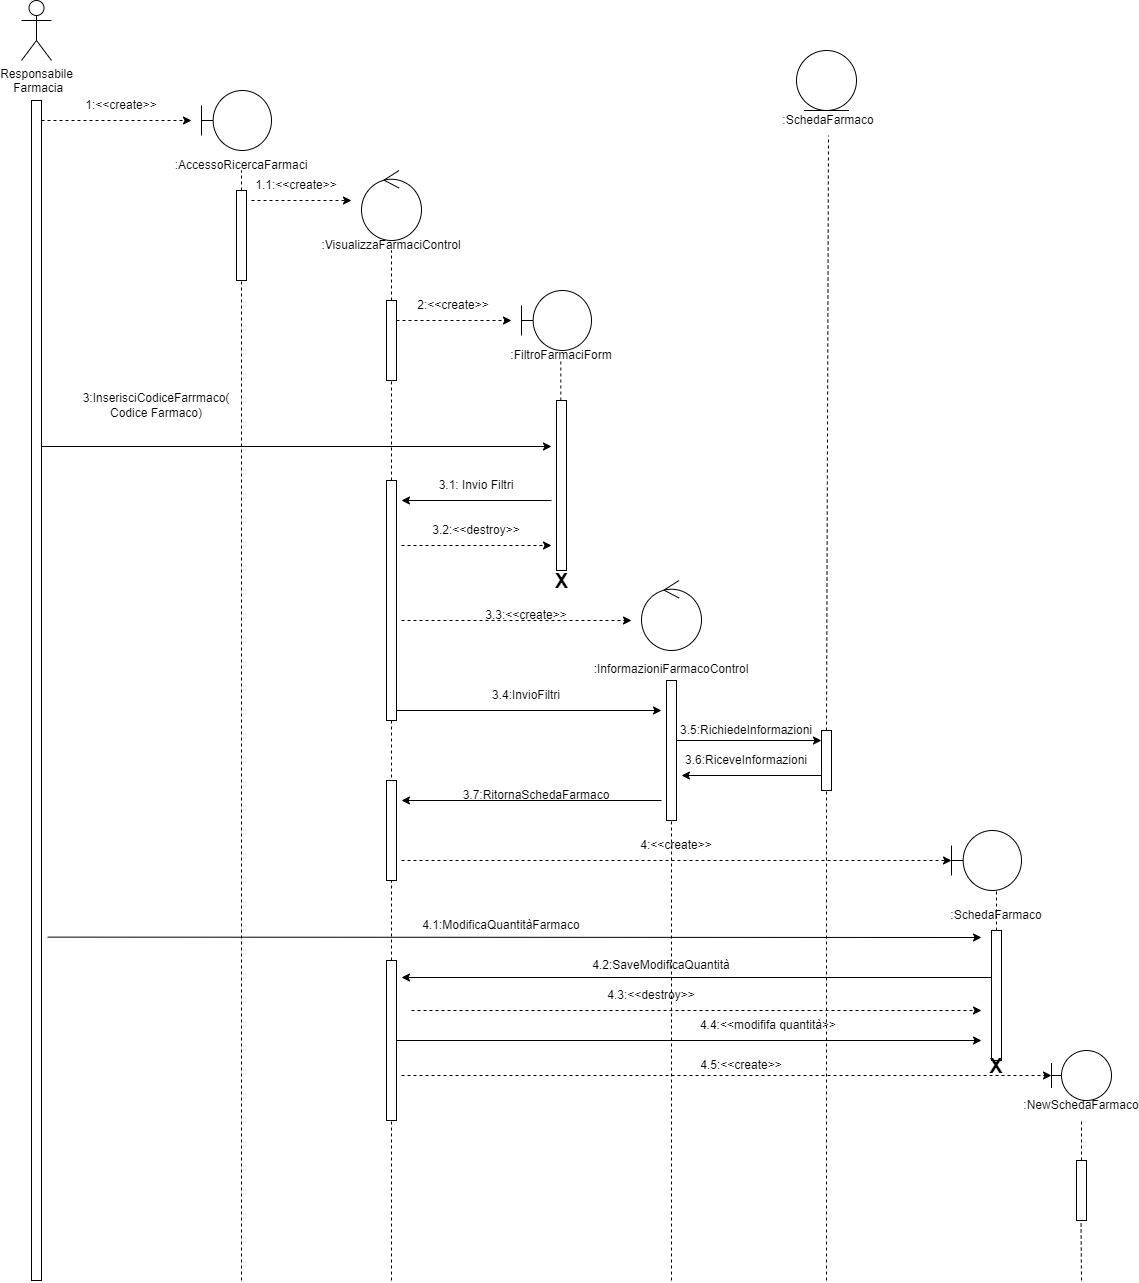 Responsabile
Farmacia
1:<<create>>
:SchedaFarmaco
:AccessoRicercaFarmaci
1.1:<<create>>
:VisualizzaFarmaciControl
2:<<create>>
:FiltroFarmaciForm
3:InserisciCodiceFarrmaco(
Codice Farmaco)
3.1: Invio Filtri
3.2:<<destroy>>
X
3.3:<<create>>
:InformazioniFarmacoControl
3.4:InvioFiltri
3.5:RichiedeInformazioni
3.6:RiceveInformazioni
3.7:RitornaSchedaFarmaco
4:<<create>>
:SchedaFarmaco
4.1:ModificaQuantitàFarmaco
4.2:SaveModificaQuantità
4.3:<<destroy>>
4.4:<<modififa quantità>>
4.5:<<create>>
X
:NewSchedaFarmaco